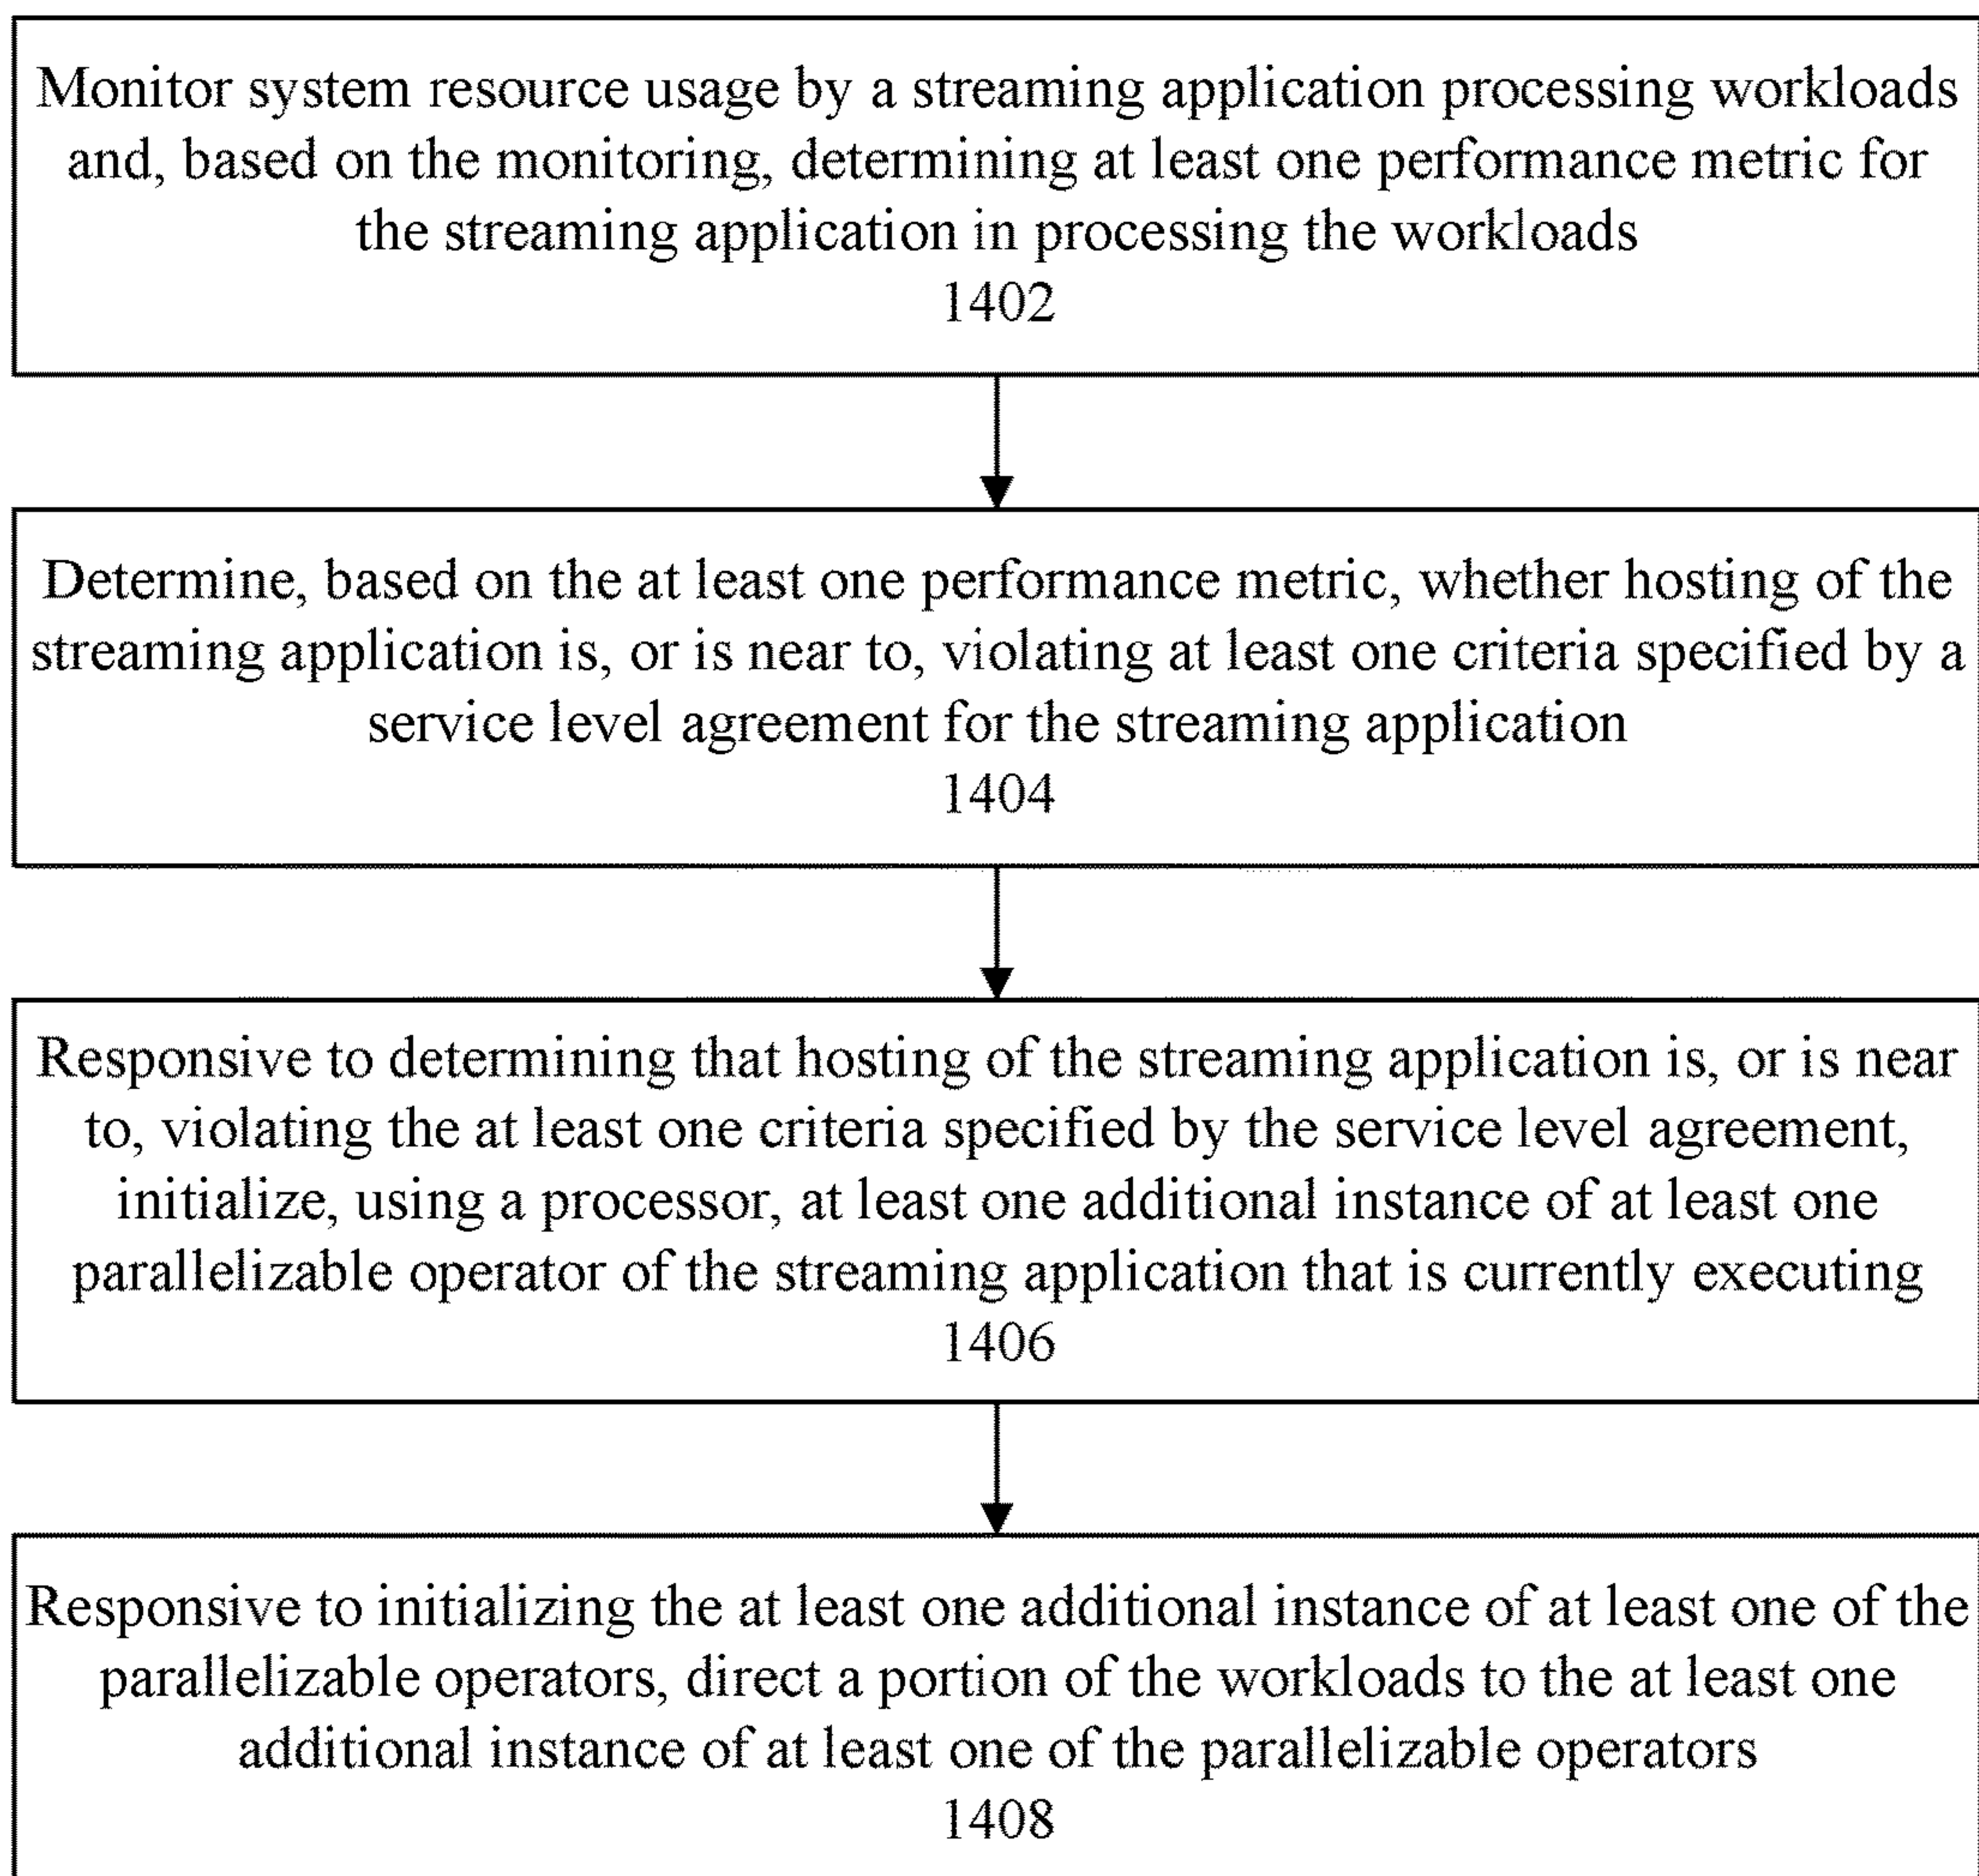 Monitor system resource usage by a streaming application processing workloads
and, based on the monitoring, determining at least one performance metric for
the streaming application in processing the workloads
1402
Determine, based on the at least one performance metric, whether hosting of the
streaming application is, or is near to, violating at least one criteria specified by a
service level agreement for the streaming application
1404
Responsive to determining that hosting of the streaming application is, or is near
to, violating the at least one criteria specified by the service level agreement,
initialize, using a processor, at least one additional instance of at least one
parallelizable operator of the streaming application that is currently executing
1406
Responsive to initializing the at least one additional instance of at least one of the
parallelizable operators, direct a portion of the workloads to the at least one
additional instance of at least one of the parallelizable operators
1408